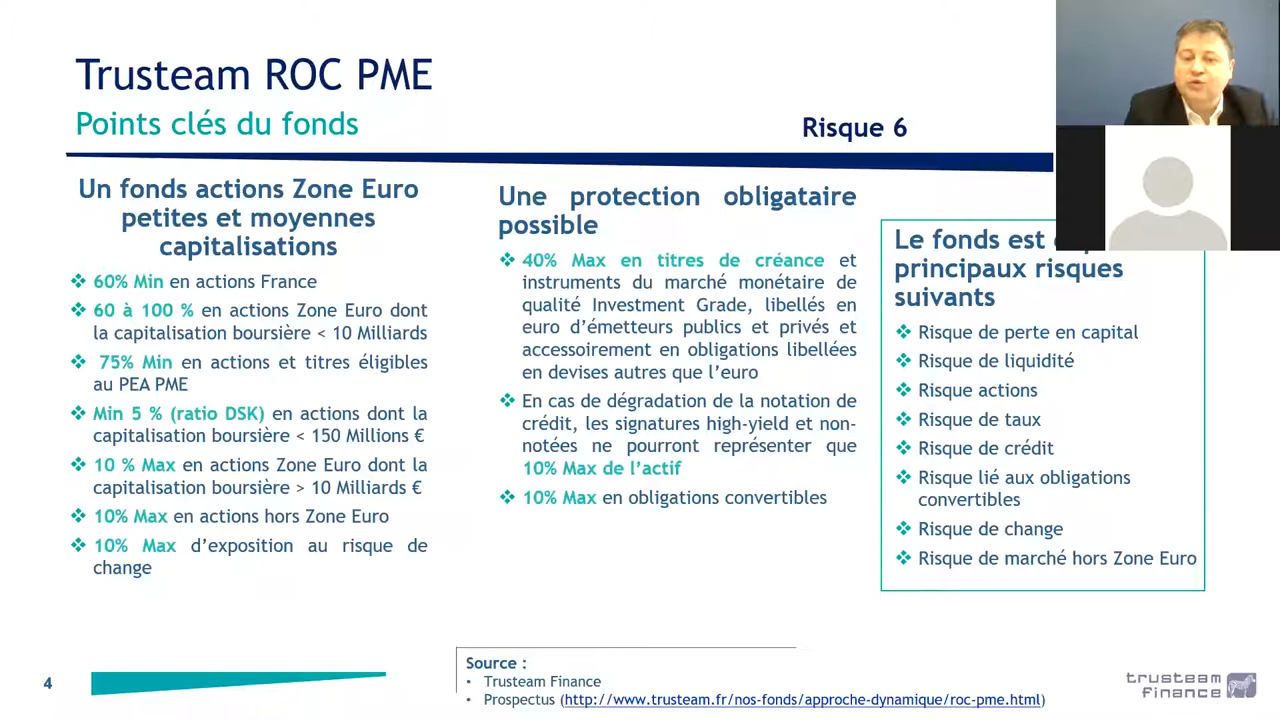 Trusteam ROC PME
Points clés du fonds
Risque 6
Un fonds actions Zone Euro
petites et moyennes
capitalisations
60% Min en actions France
60 à 100 % en actions Zone Euro dont
la capitalisation boursière < 10 Milliards
75% Min en actions et titres éligibles
au PEA PME
Min 5 % (ratio DSK) en actions dont la
capitalisation boursière < 150 Millions €
10 % Max en actions Zone Euro dont la
capitalisation boursière > 10 Milliards €
10% Max en actions hors Zone Euro
10% Max d’exposition au risque de
change
Une protection obligataire
possible
40% Max en titres de créance et
instruments du marché monétaire de
qualité Investment Grade, libellés en
euro d’émetteurs publics et privés et
accessoirement en obligations libellées
en devises autres que l’euro
En cas de dégradation de la notation de
crédit, les signatures high-yield et non-
notées ne pourront représenter que
10% Max de l’actif
10% Max en obligations convertibles
Le fonds est
principaux risques
suivants
Risque de perte en capital
Risque de liquidité
Risque actions
Risque de taux
Risque de crédit
Risque lié aux obligations
convertibles
Risque de change
Risque de marché hors Zone Euro
Source :
• Trusteam Finance
• Prospectus (http://www.trusteam.fr/nos-fonds/approche-dynamique/roc-pme.html)
4
trusteam
finance